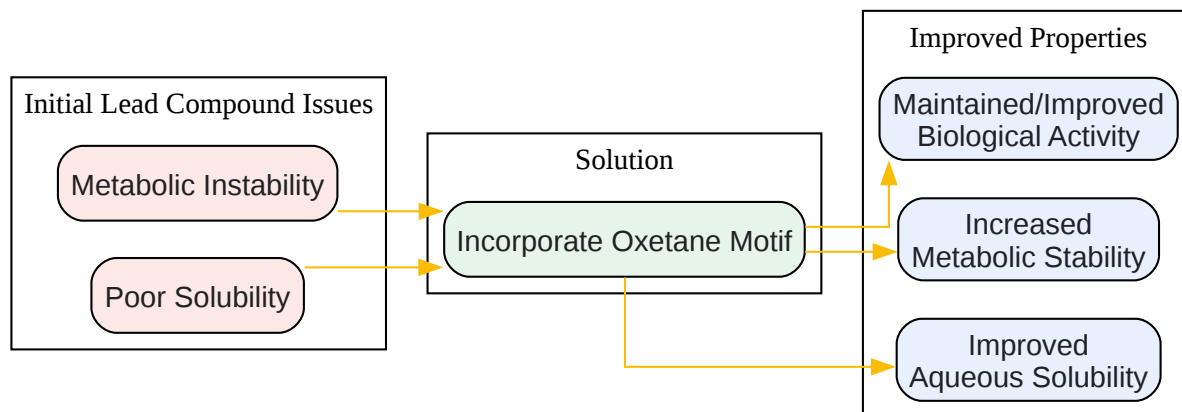 Initial Lead Compound Issues
Metabolic Instability
Poor Solubility
Solution
Incorporate Oxetane Motif
Improved Properties
Maintained/Improved
Biological Activity
Increased
Metabolic Stability
Improved
Aqueous Solubility